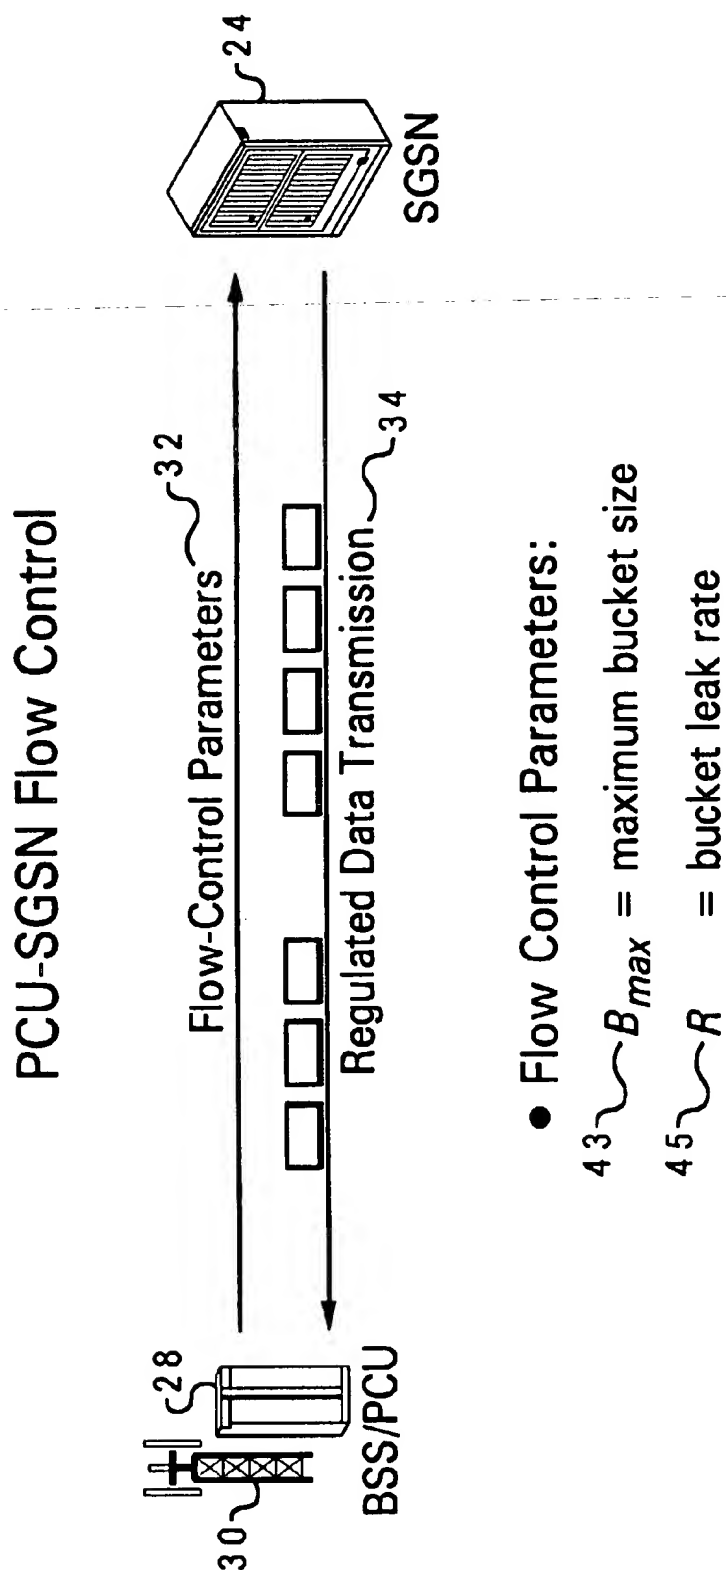 PCU-SGSN Flow Control
30
28
BSS/PCU
Flow-Control Parameters
32
Regulated Data Transmission
34
24
SGSN
● Flow Control Parameters:
43 Bmax = maximum bucket size
45 R = bucket leak rate